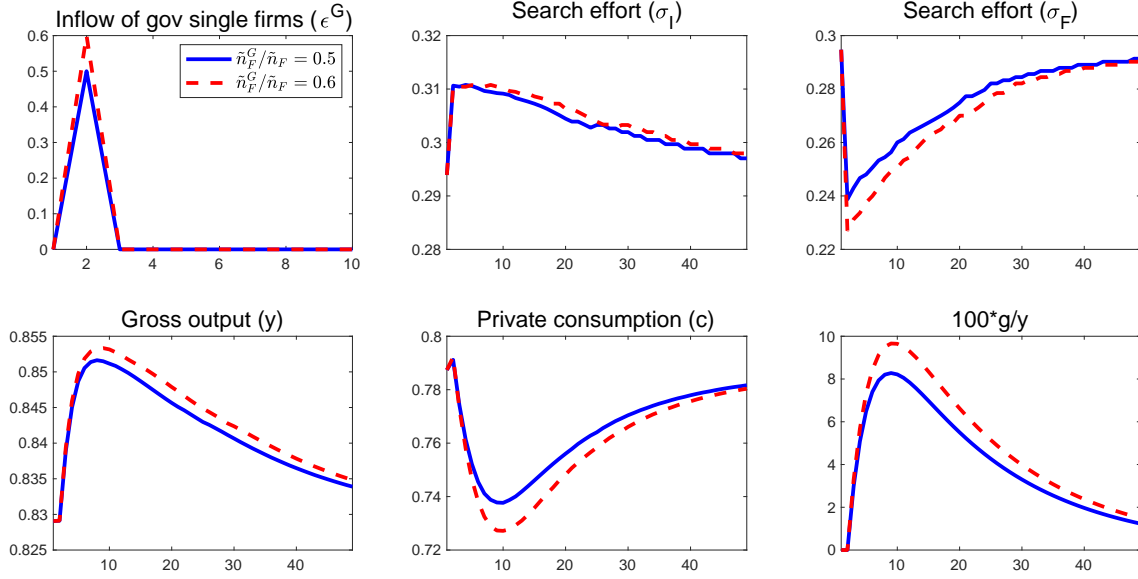 Inflow of gov single firms (ϵ^G)
0.6
0.5
0.4
0.3
0.2
0.1
0
2 4 6 8 10
ñ_F^G/ñ_F = 0.5
ñ_F^G/ñ_F = 0.6
Search effort (σ_I)
0.32
0.31
0.3
0.29
0.28
10 20 30 40
Search effort (σ_F)
0.3
0.28
0.26
0.24
0.22
10 20 30 40
Gross output (y)
0.855
0.85
0.845
0.84
0.835
0.83
0.825
10 20 30 40
Private consumption (c)
0.8
0.78
0.76
0.74
0.72
10 20 30 40
100*g/y
10
8
6
4
2
0
10 20 30 40